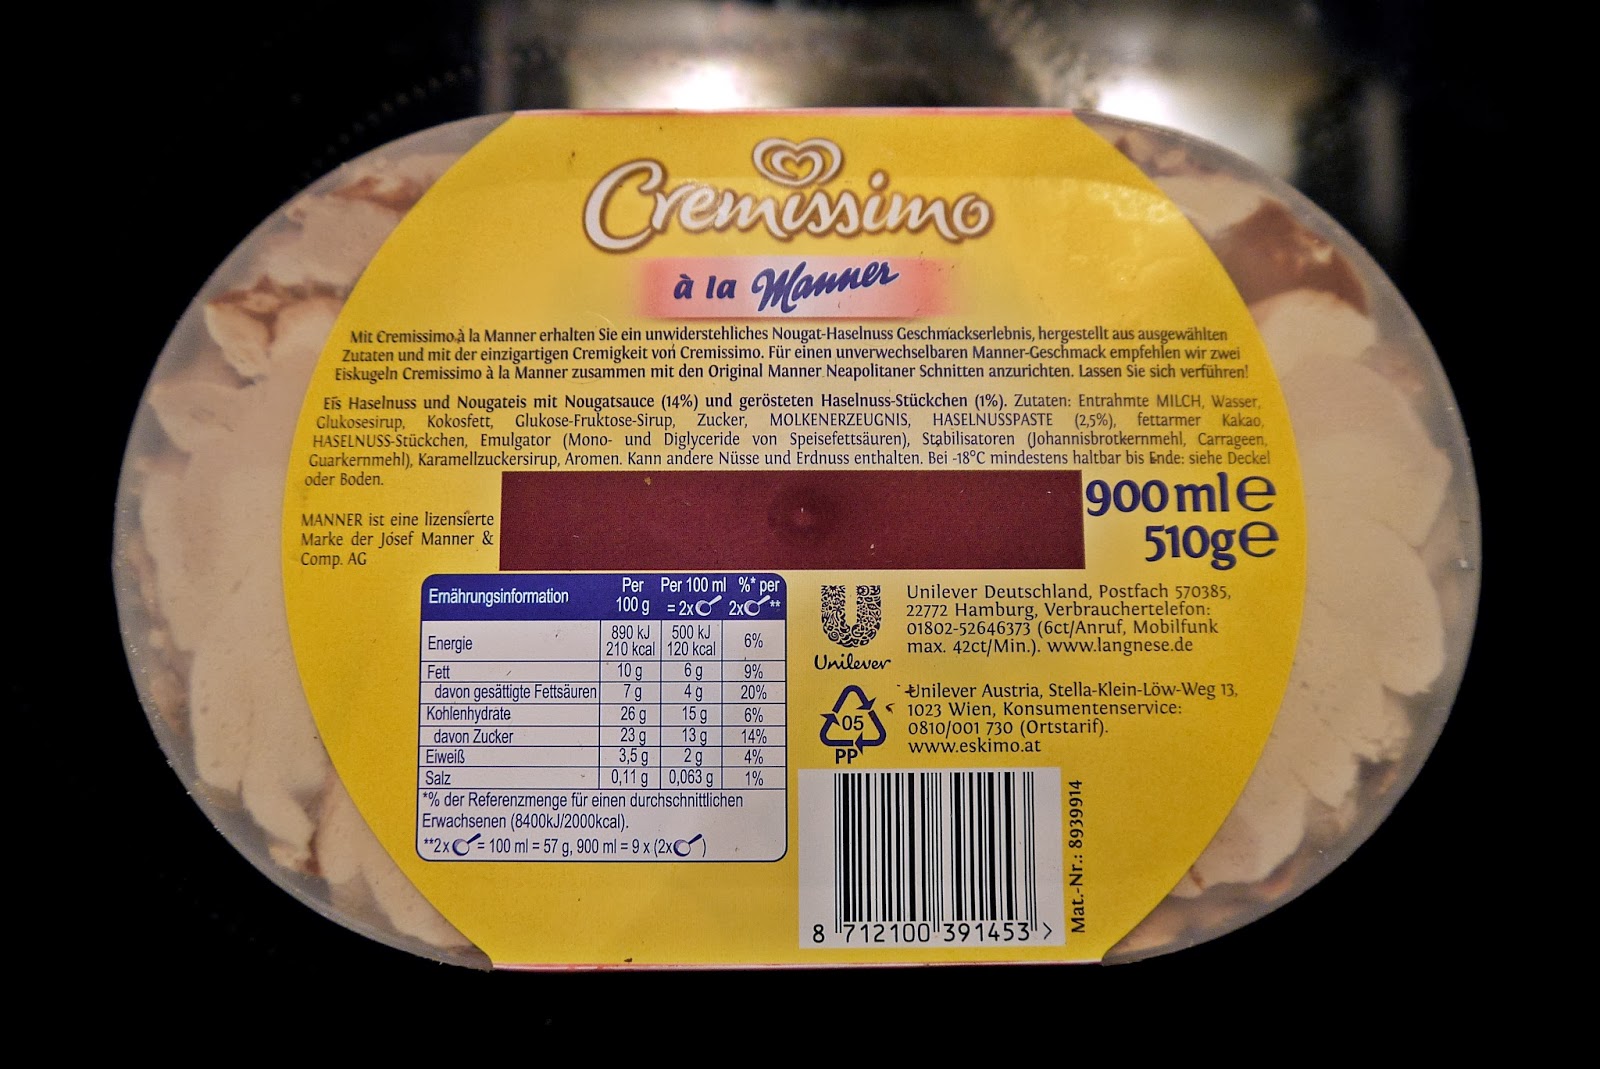 Cremissimo
à la Manner
Mit Cremissimo à la Manner erhalten Sie ein unwiderstehliches Nougat-Haselnuss Geschmackserlebnis, hergestellt aus ausgewählten
Zutaten und mit der einzigartigen Cremigkeit von Cremissimo. Für einen unverwechselbaren Manner-Geschmack empfehlen wir zwei
Eiskugeln Cremissimo à la Manner zusammen mit den Original Manner Neapolitaner Schnitten anzurichten. Lassen Sie sich verführen!
Eis Haselnuss und Nougateis mit Nougatsauce (14%) und gerösteten Haselnuss-Stückchen (1%). Zutaten: Entrahmte MILCH, Wasser,
Glukosesirup, Kokosfett, Glukose-Fruktose-Sirup, Zucker, MOLKENERZEUGNIS, HASELNUSSPASTE (2,5%), fettarmer Kakao,
HASELNUSS-Stückchen, Emulgator (Mono- und Diglyceride von Speisefettsäuren), Stabilisatoren (Johannisbrotkernmehl, Carrageen,
Guarkernmehl), Karamellzuckersirup, Aromen. Kann andere Nüsse und Erdnuss enthalten. Bei -18°C mindestens haltbar bis Ende: siehe Deckel
oder Boden.
900 ml e
510g e
MANNER ist eine lizensierte
Marke der Josef Manner &
Comp. AG
Ernährungsinformation Per 100 g Per 100 ml = 2x %* per 2x **
Energie 890 kJ 210 kcal 500 kJ 120 kcal 6%
Fett 10 g 6 g 9%
davon gesättigte Fettsäuren 7 g 4 g 20%
Kohlenhydrate 26 g 15 g 6%
davon Zucker 23 g 13 g 14%
Eiweiß 3,5 g 2 g 4%
Salz 0,11 g 0,063 g 1%
*% der Referenzmenge für einen durchschnittlichen
Erwachsenen (8400kJ/2000kcal).
**2x = 100 ml = 57 g, 900 ml = 9 x (2x )
Unilever
Unilever Deutschland, Postfach 570385,
22772 Hamburg, Verbrauchertelefon:
01802-52646373 (6ct/Anruf, Mobilfunk
max. 42ct/Min.). www.langnese.de
05
PP
Unilever Austria, Stella-Klein-Löw-Weg 13,
1023 Wien, Konsumentenservice:
0810/001 730 (Ortstarif).
www.eskimo.at
8 712100 391453 >
Mat.-Nr.: 8939914